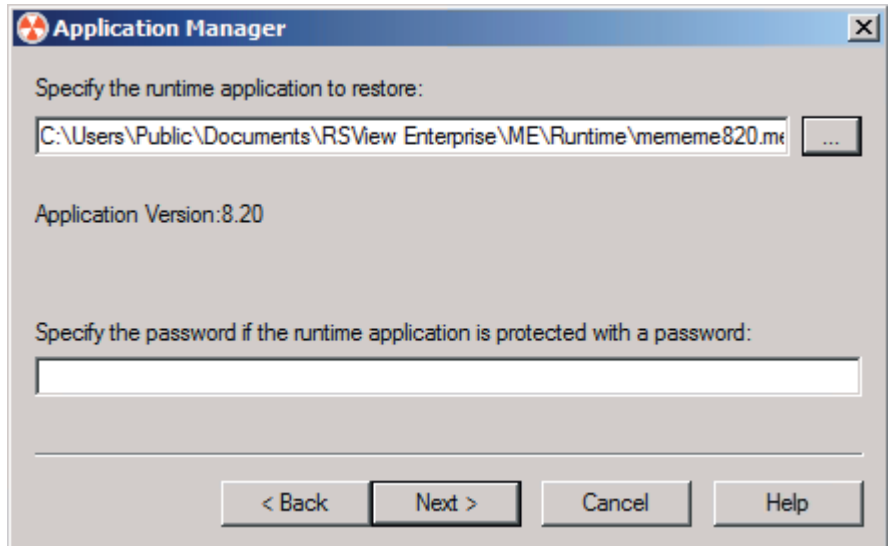 Application Manager
Specify the runtime application to restore:
C:\Users\Public\Documents\RSView Enterprise\ME\Runtime\mememe820.me
...
Application Version:8.20
Specify the password if the runtime application is protected with a password:
< Back Next > Cancel Help